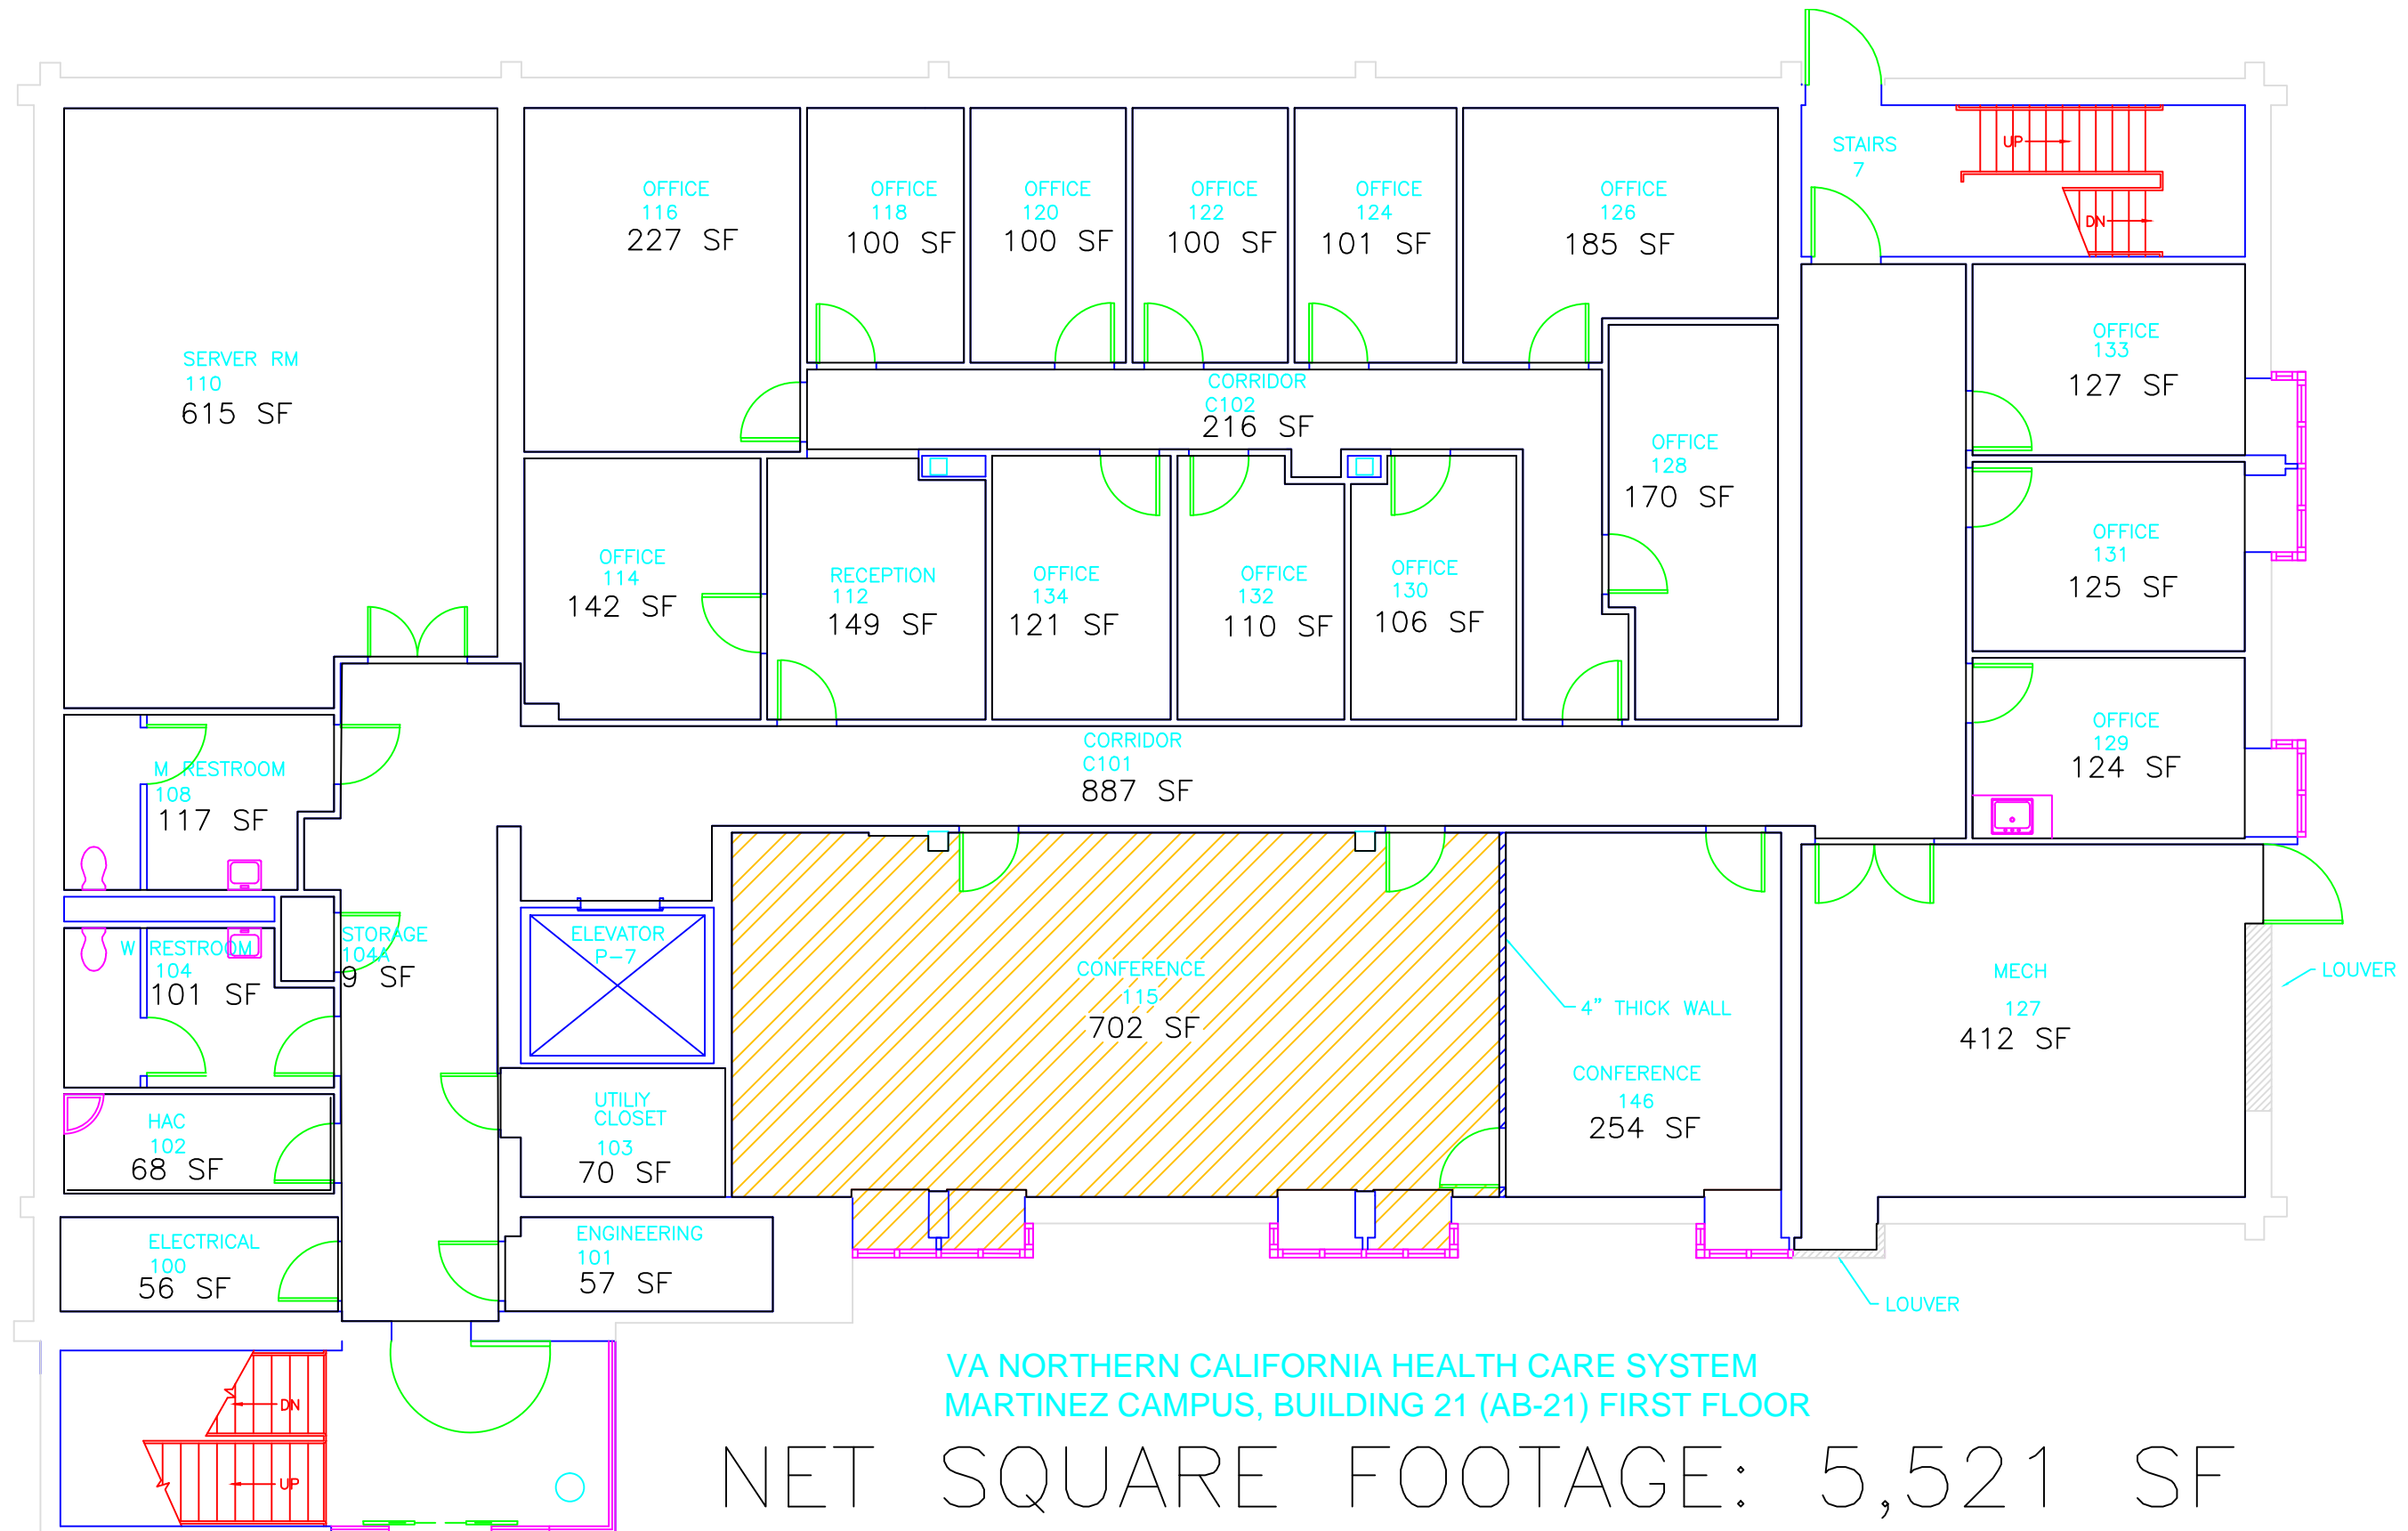 STAIRS
7
UP
DN
OFFICE
116
227 SF
OFFICE
118
100 SF
OFFICE
120
100 SF
OFFICE
122
100 SF
OFFICE
124
101 SF
OFFICE
126
185 SF
SERVER RM
110
615 SF
CORRIDOR
C102
216 SF
OFFICE
133
127 SF
OFFICE
128
170 SF
OFFICE
114
142 SF
RECEPTION
112
149 SF
OFFICE
134
121 SF
OFFICE
132
110 SF
OFFICE
130
106 SF
OFFICE
131
125 SF
M RESTROOM
108
117 SF
CORRIDOR
C101
887 SF
OFFICE
129
124 SF
W RESTROOM
104
101 SF
STORAGE
104A
9 SF
ELEVATOR
P-7
CONFERENCE
115
702 SF
4" THICK WALL
MECH
127
412 SF
LOUVER
HAC
102
68 SF
UTILIY
CLOSET
103
70 SF
CONFERENCE
146
254 SF
ELECTRICAL
100
56 SF
ENGINEERING
101
57 SF
LOUVER
DN
UP
VA NORTHERN CALIFORNIA HEALTH CARE SYSTEM
MARTINEZ CAMPUS, BUILDING 21 (AB-21) FIRST FLOOR
NET SQUARE FOOTAGE: 5,521 SF